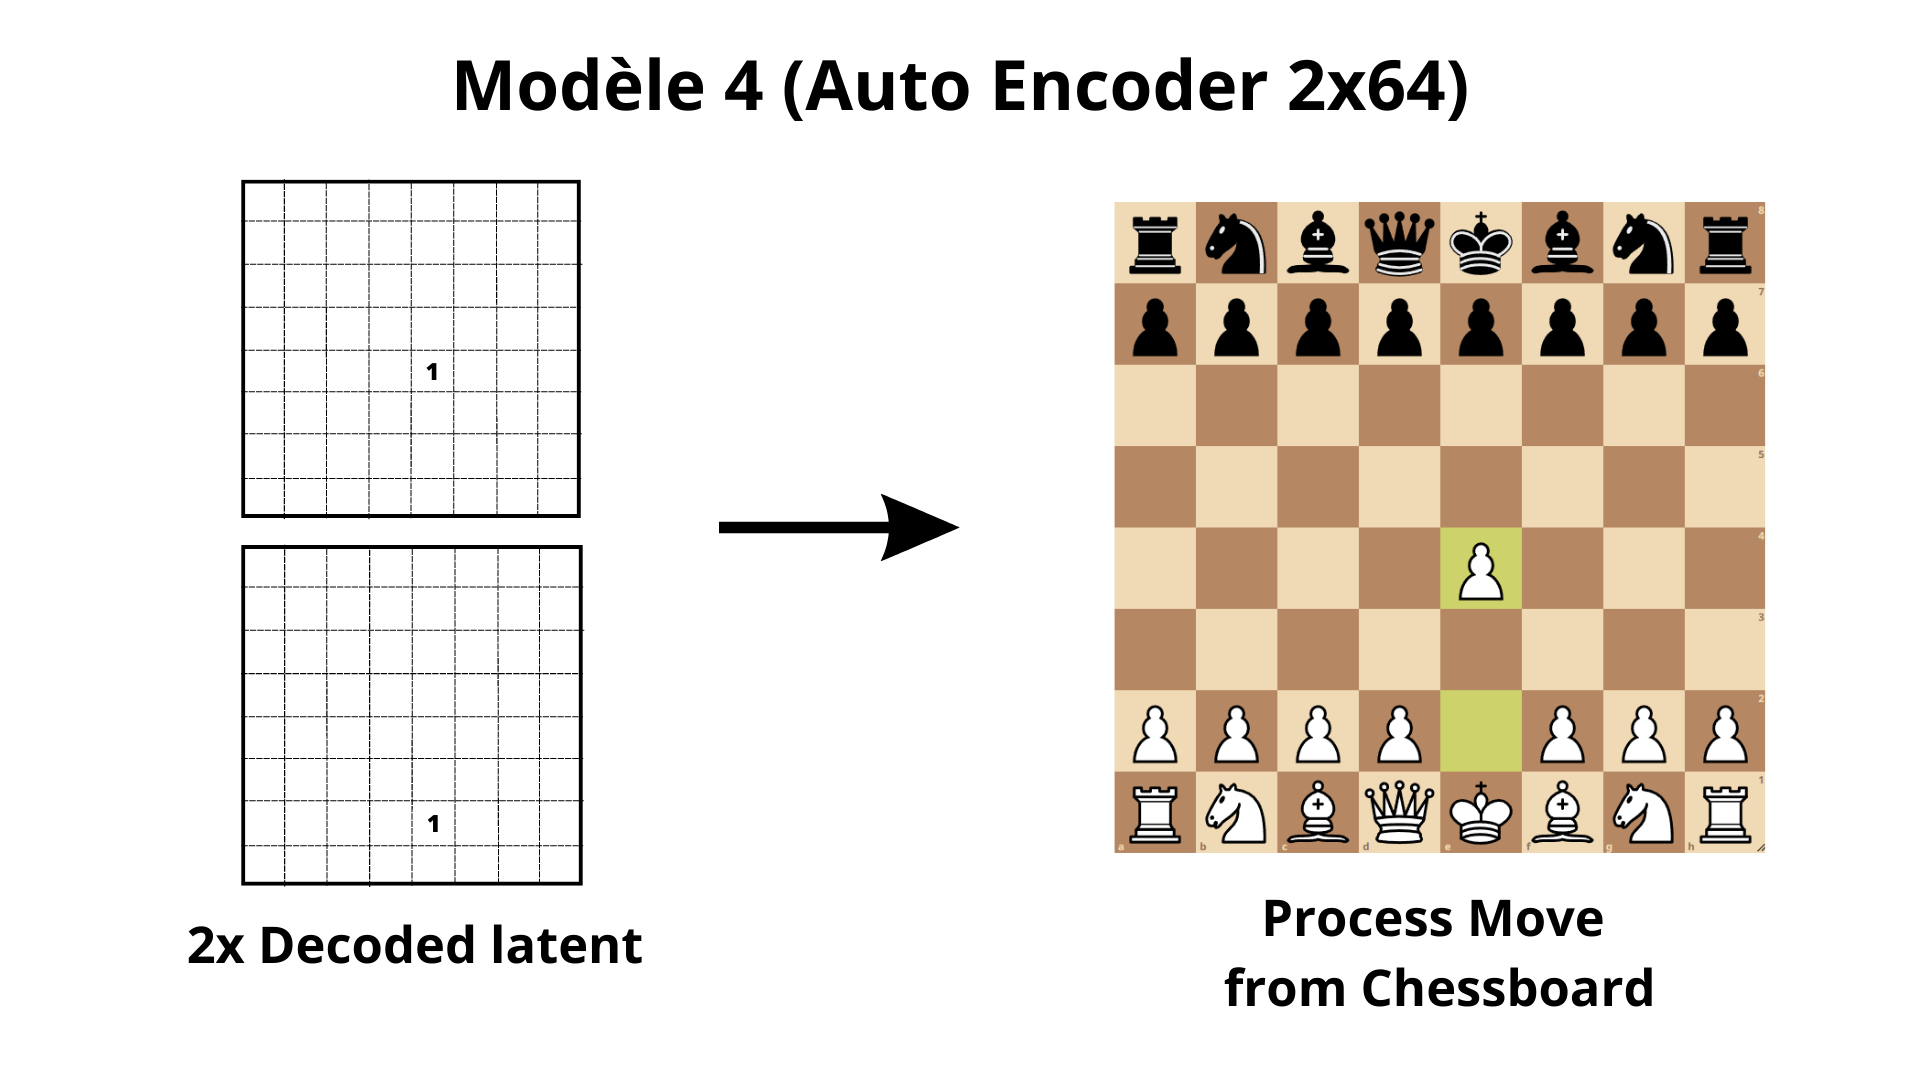 Modèle 4 (Auto Encoder 2x64)
1
1
2x Decoded latent
8
7
6
5
4
3
2
1
a b c d e f g h
Process Move
from Chessboard